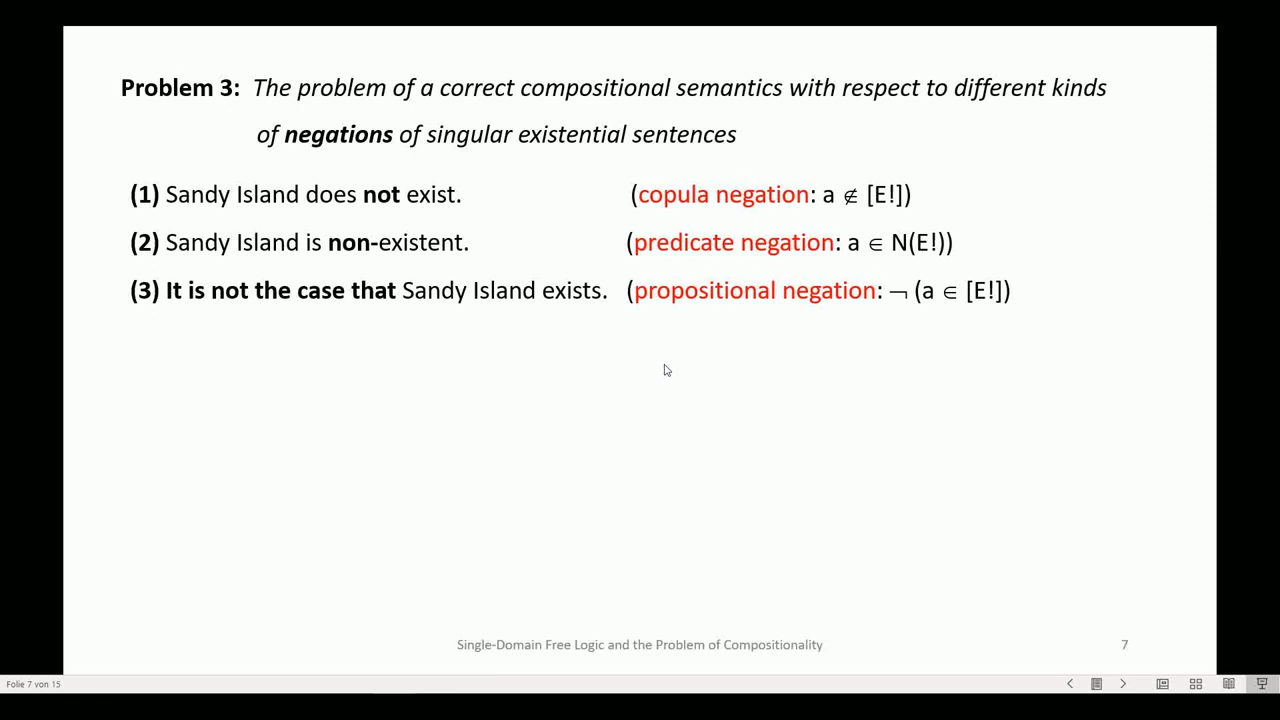 Problem 3: The problem of a correct compositional semantics with respect to different kinds
of negations of singular existential sentences
(1) Sandy Island does not exist. (copula negation: a ∉ [E!])
(2) Sandy Island is non-existent. (predicate negation: a ∈ N(E!))
(3) It is not the case that Sandy Island exists. (propositional negation: ¬ (a ∈ [E!])
Single-Domain Free Logic and the Problem of Compositionality 7
Folie 7 von 15